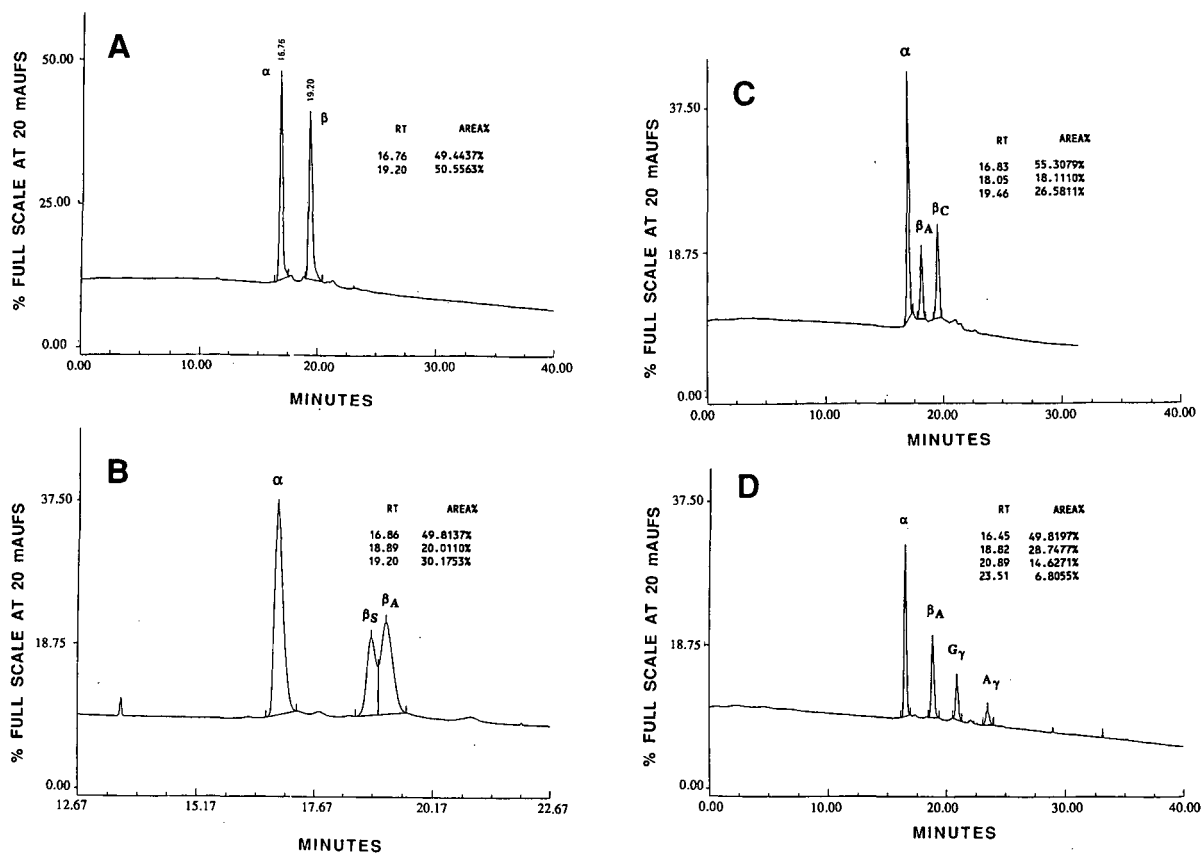 A
% FULL SCALE AT 20 mAUFS
50.00
25.00
0.00
α
16.76
19.20
β
RT AREA%
16.76 49.4437%
19.20 50.5563%
0.00 10.00 20.00 30.00 40.00
MINUTES
B
% FULL SCALE AT 20 mAUFS
37.50
18.75
0.00
α
βS
βA
RT AREA%
16.86 49.8137%
18.89 20.0110%
19.20 30.1753%
12.67 15.17 17.67 20.17 22.67
MINUTES
C
% FULL SCALE AT 20 mAUFS
37.50
18.75
0.00
α
βA
βC
RT AREA%
16.83 55.3079%
18.05 18.1110%
19.46 26.5811%
0.00 10.00 20.00 30.00 40.00
MINUTES
D
% FULL SCALE AT 20 mAUFS
37.50
18.75
0.00
α
βA
Gγ
Aγ
RT AREA%
16.45 49.8197%
18.82 28.7477%
20.89 14.6271%
23.51 6.8055%
0.00 10.00 20.00 30.00 40.00
MINUTES